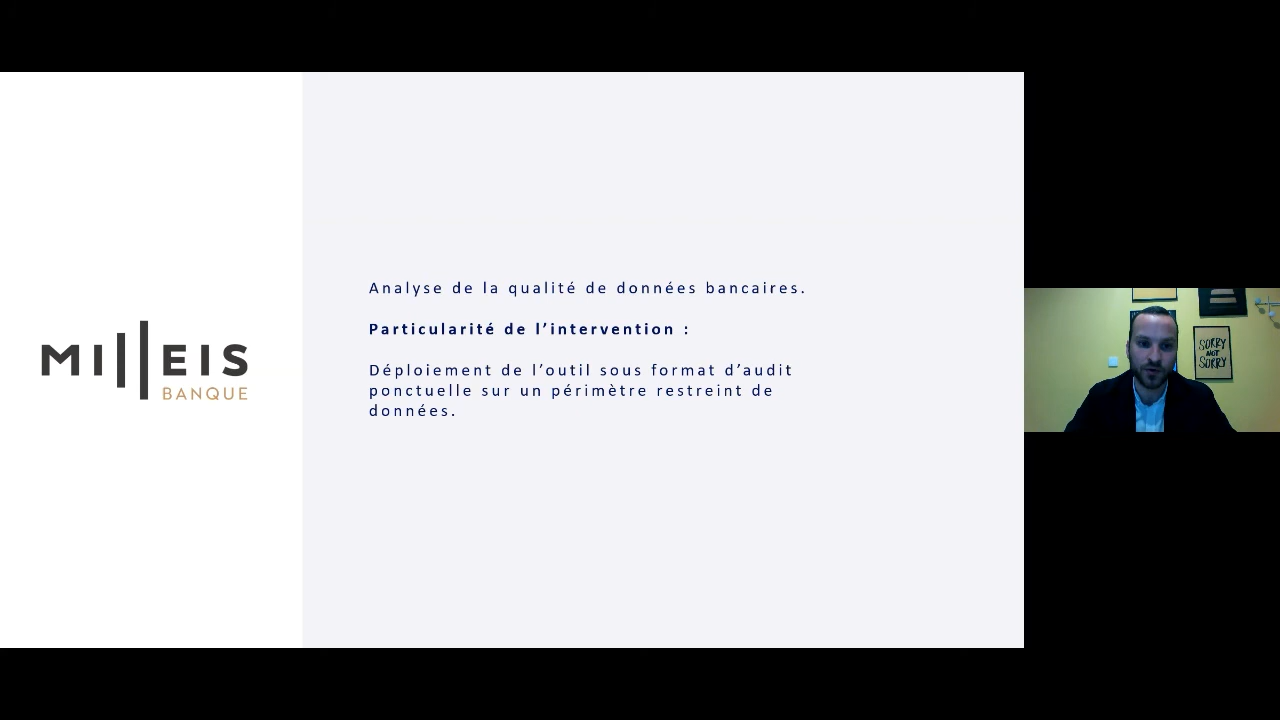 MILLEIS
BANQUE
Analyse de la qualité de données bancaires.
Particularité de l’intervention :
Déploiement de l’outil sous format d’audit
ponctuelle sur un périmètre restreint de
données.
SORRY
NOT
SORRY